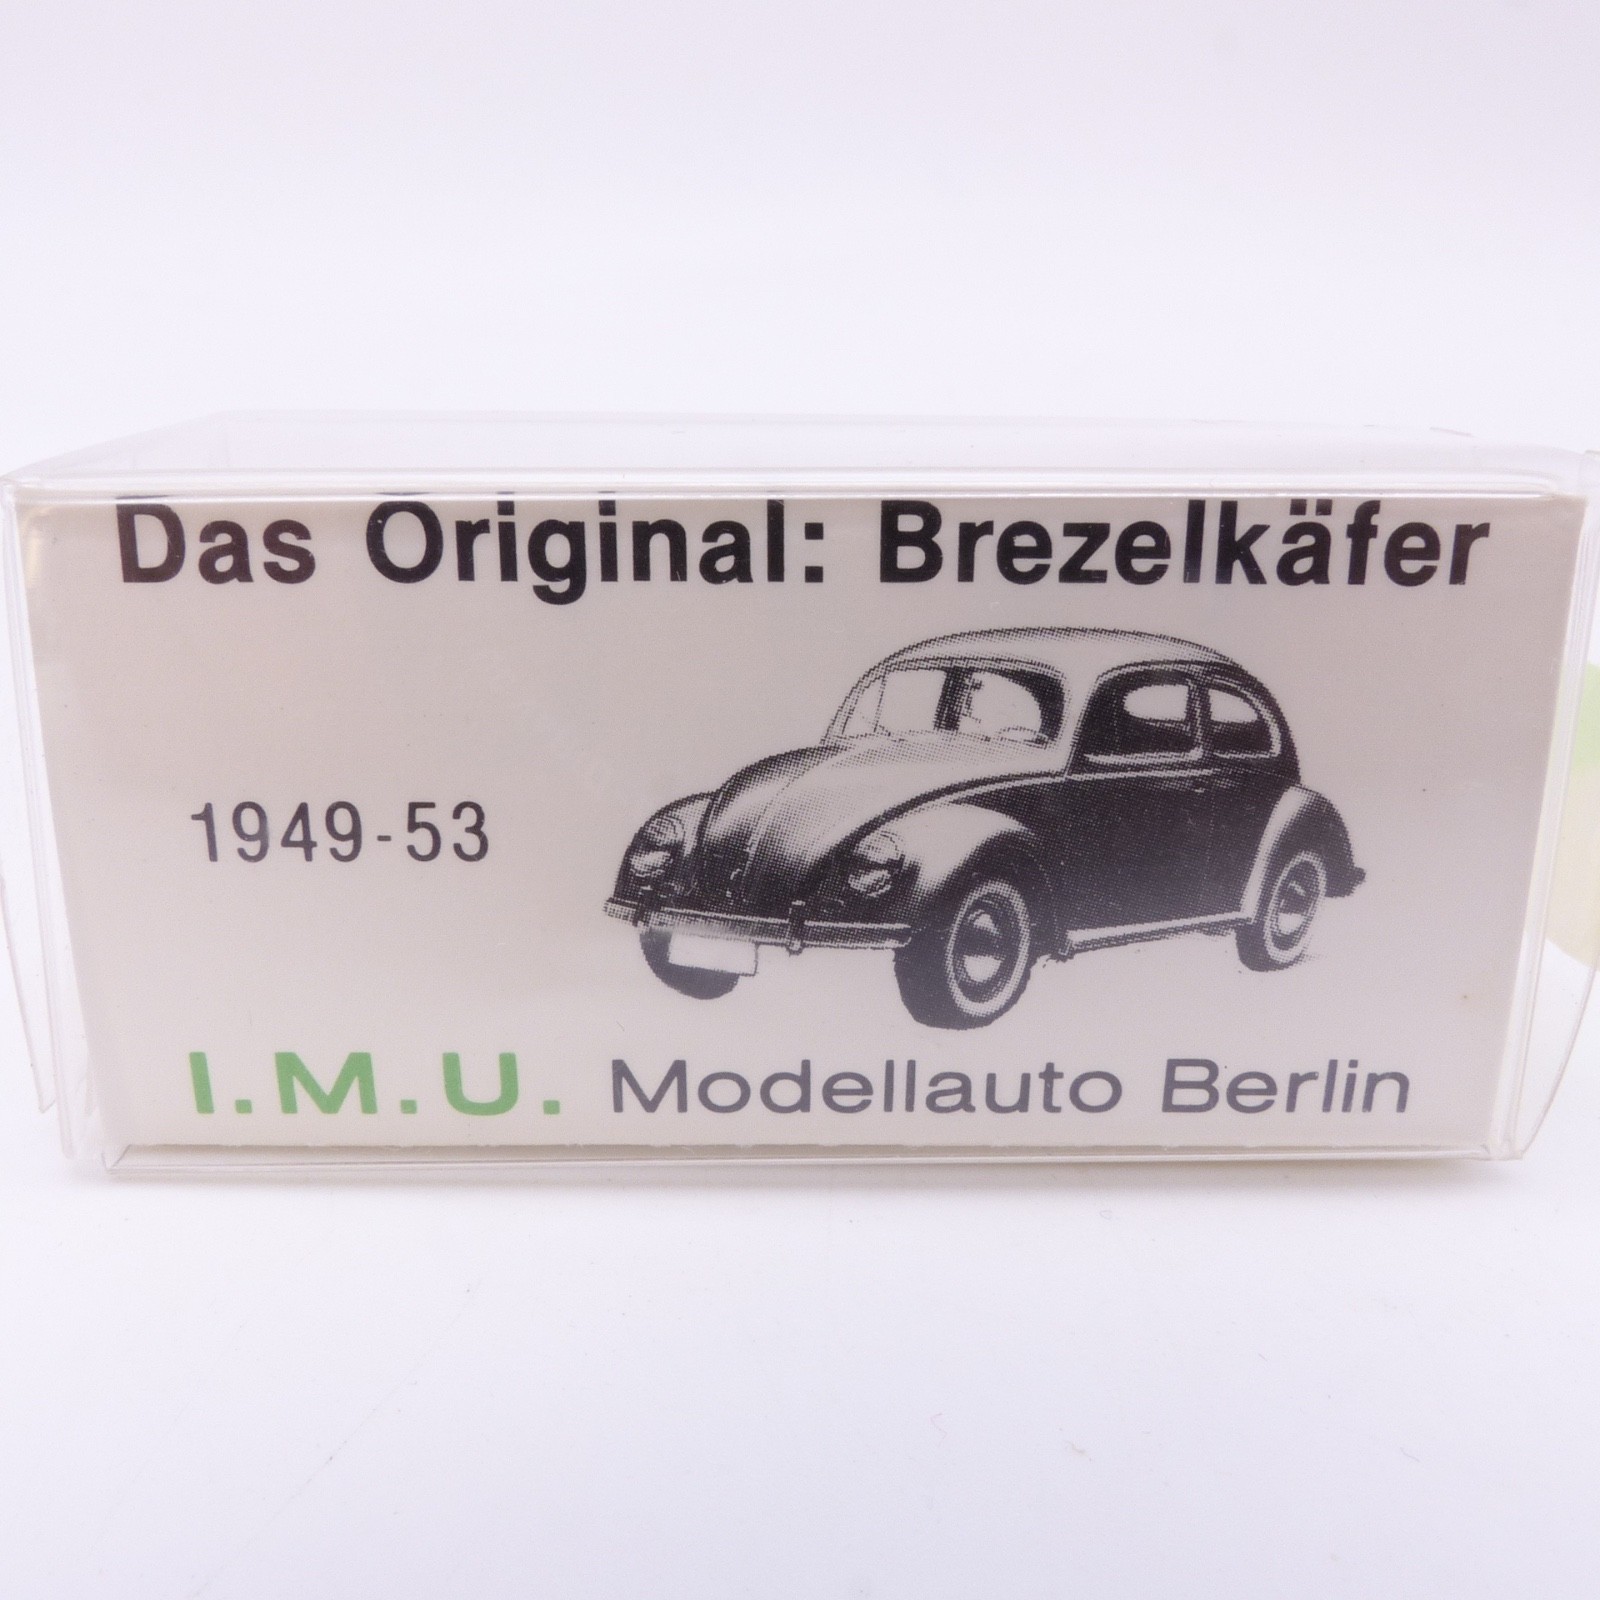 Das Original: Brezelkäfer
1949-53
I.M.U. Modellauto Berlin